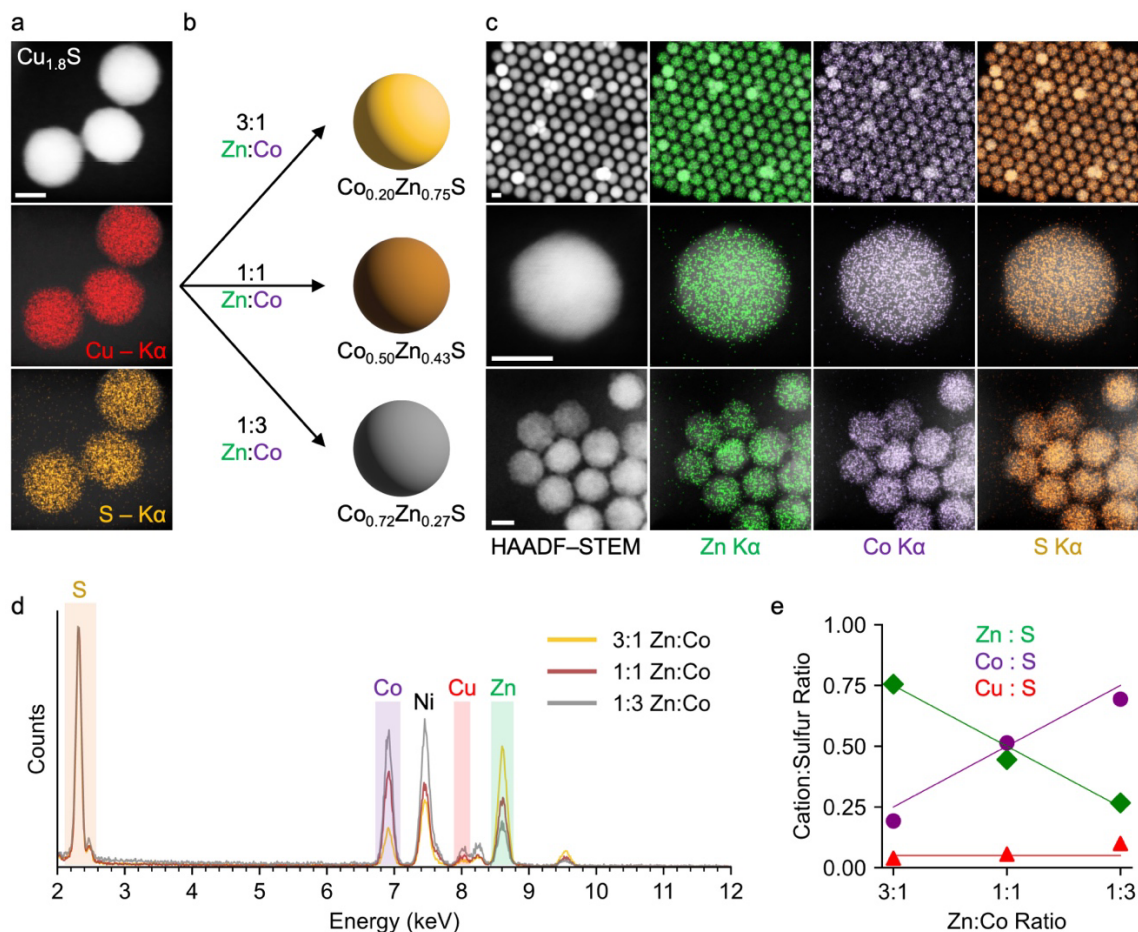 a
Cu1.8S
Cu – Kα
S – Kα
b
3:1
Zn:Co
Co0.20Zn0.75S
1:1
Zn:Co
Co0.50Zn0.43S
1:3
Zn:Co
Co0.72Zn0.27S
c
HAADF–STEM
Zn Kα
Co Kα
S Kα
d
S
Co
Ni
Cu
Zn
3:1 Zn:Co
1:1 Zn:Co
1:3 Zn:Co
Counts
2 3 4 5 6 7 8 9 10 11 12
Energy (keV)
e
Zn : S
Co : S
Cu : S
Cation:Sulfur Ratio
1.00
0.75
0.50
0.25
0.00
3:1 1:1 1:3
Zn:Co Ratio